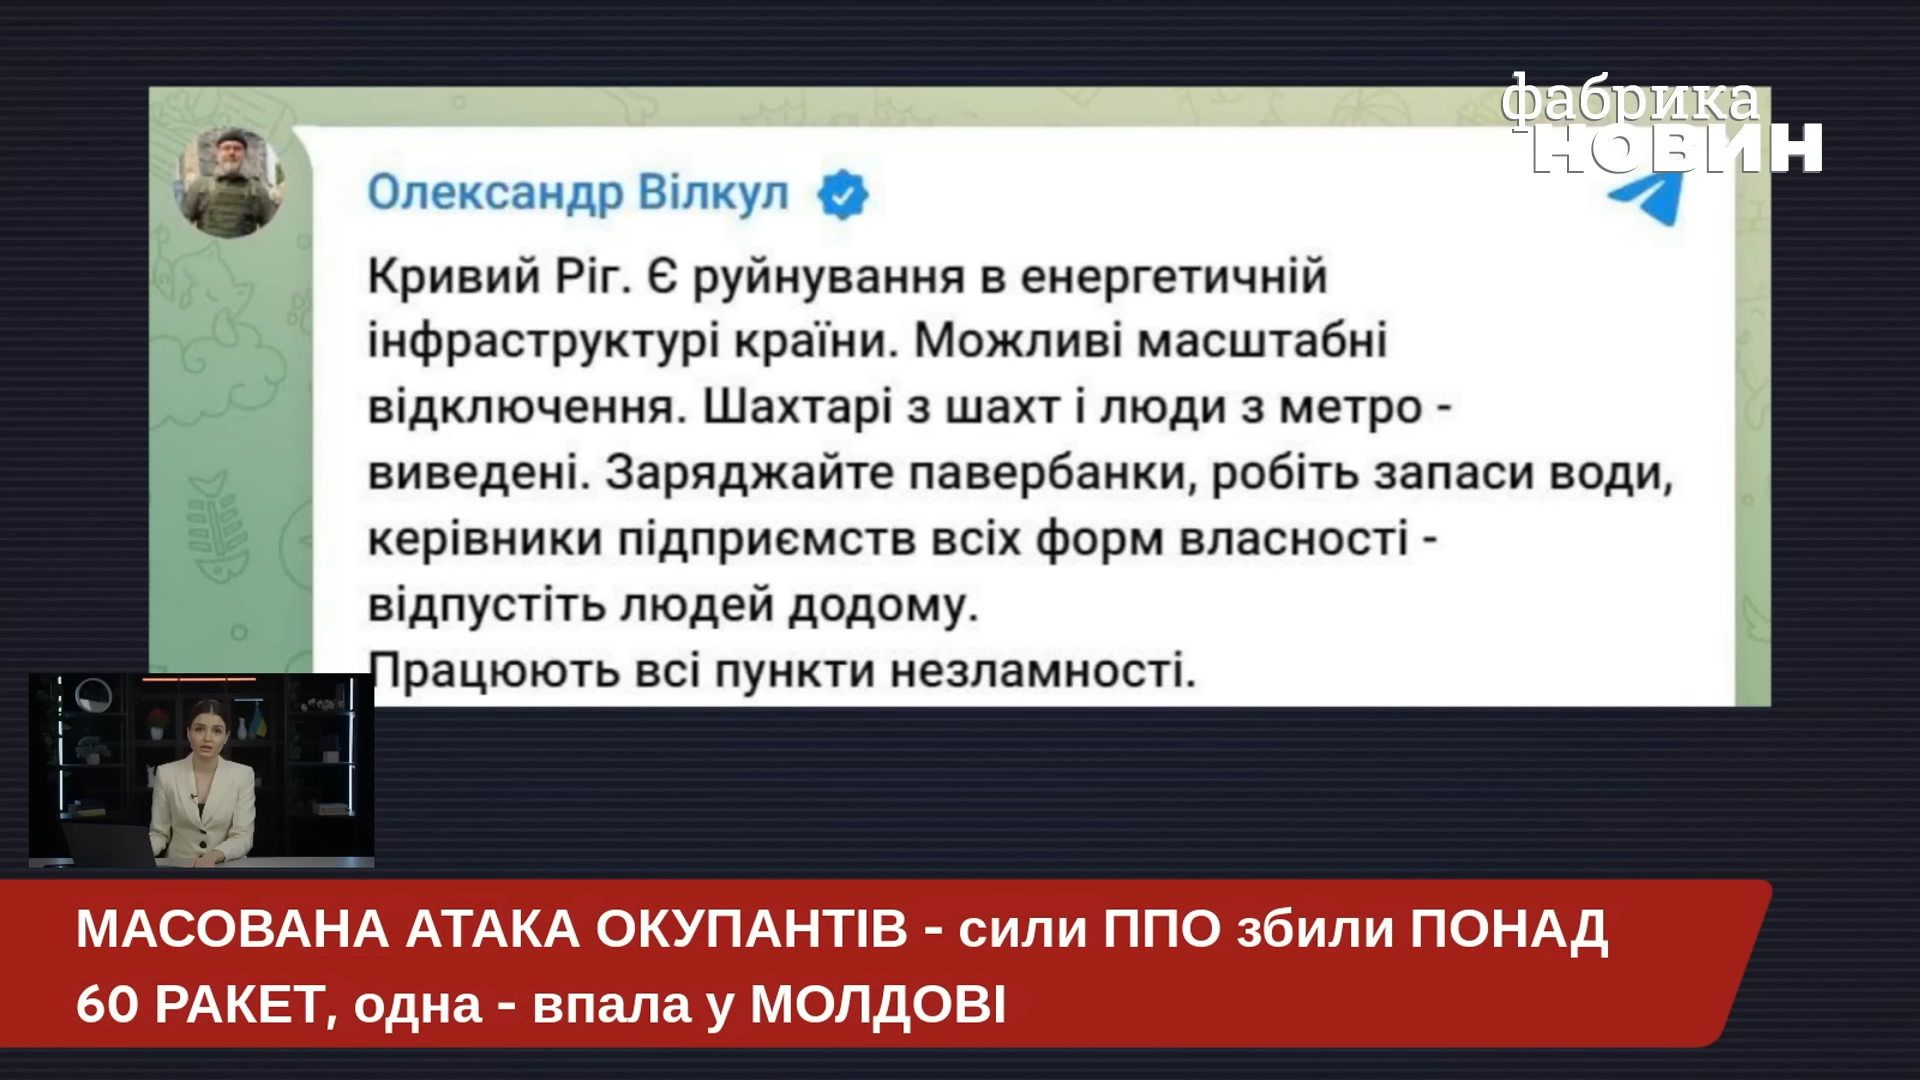 фабрика
новин
Олександр Вілкул
Кривий Ріг. Є руйнування в енергетичній
інфраструктурі країни. Можливі масштабні
відключення. Шахтарі з шахт і люди з метро -
виведені. Заряджайте павербанки, робіть запаси води,
керівники підприємств всіх форм власності -
відпустіть людей додому.
Працюють всі пункти незламності.
МАСОВАНА АТАКА ОКУПАНТІВ - сили ППО збили ПОНАД
60 РАКЕТ, одна - впала у МОЛДОВІ